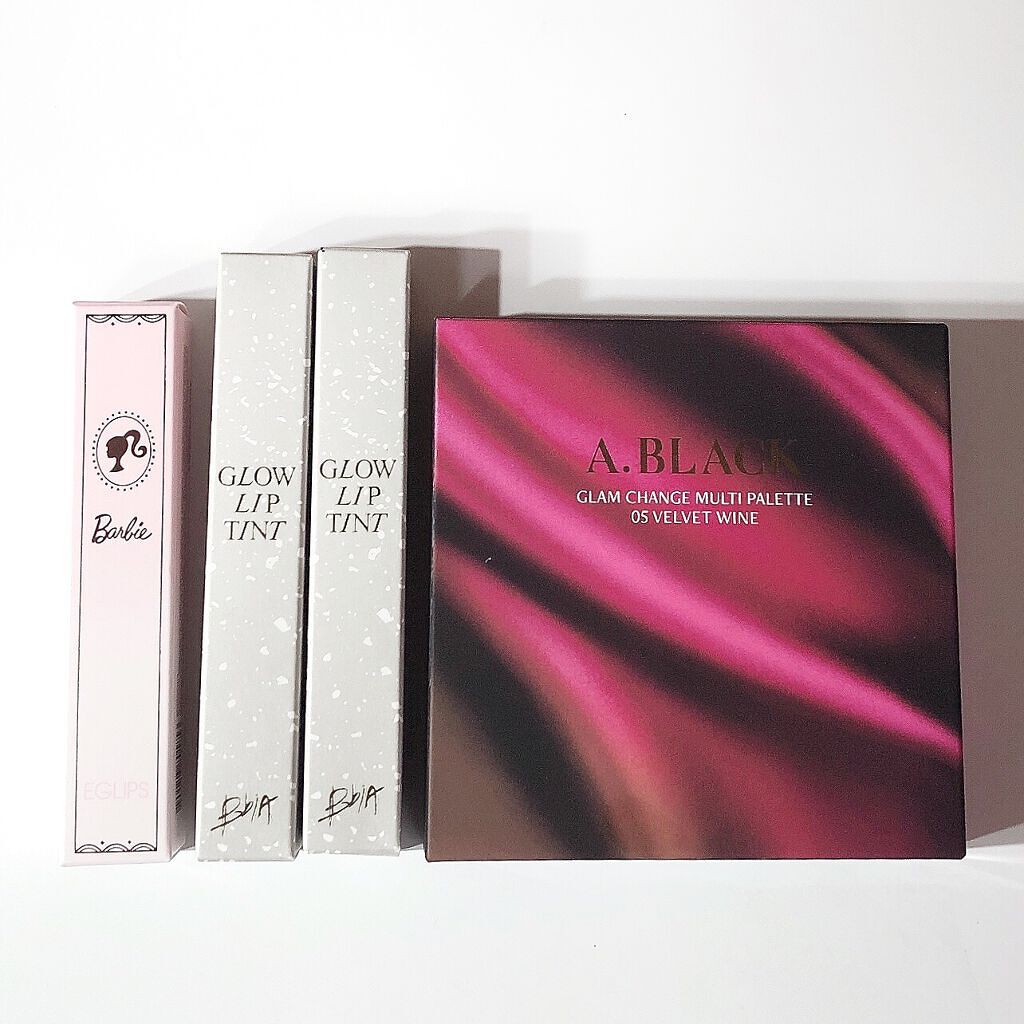 Barbie
EGLIPS
GLOW
LIP
TINT
BbIA
GLOW
LIP
TINT
BbIA
A.BLACK
GLAM CHANGE MULTI PALETTE
05 VELVET WINE